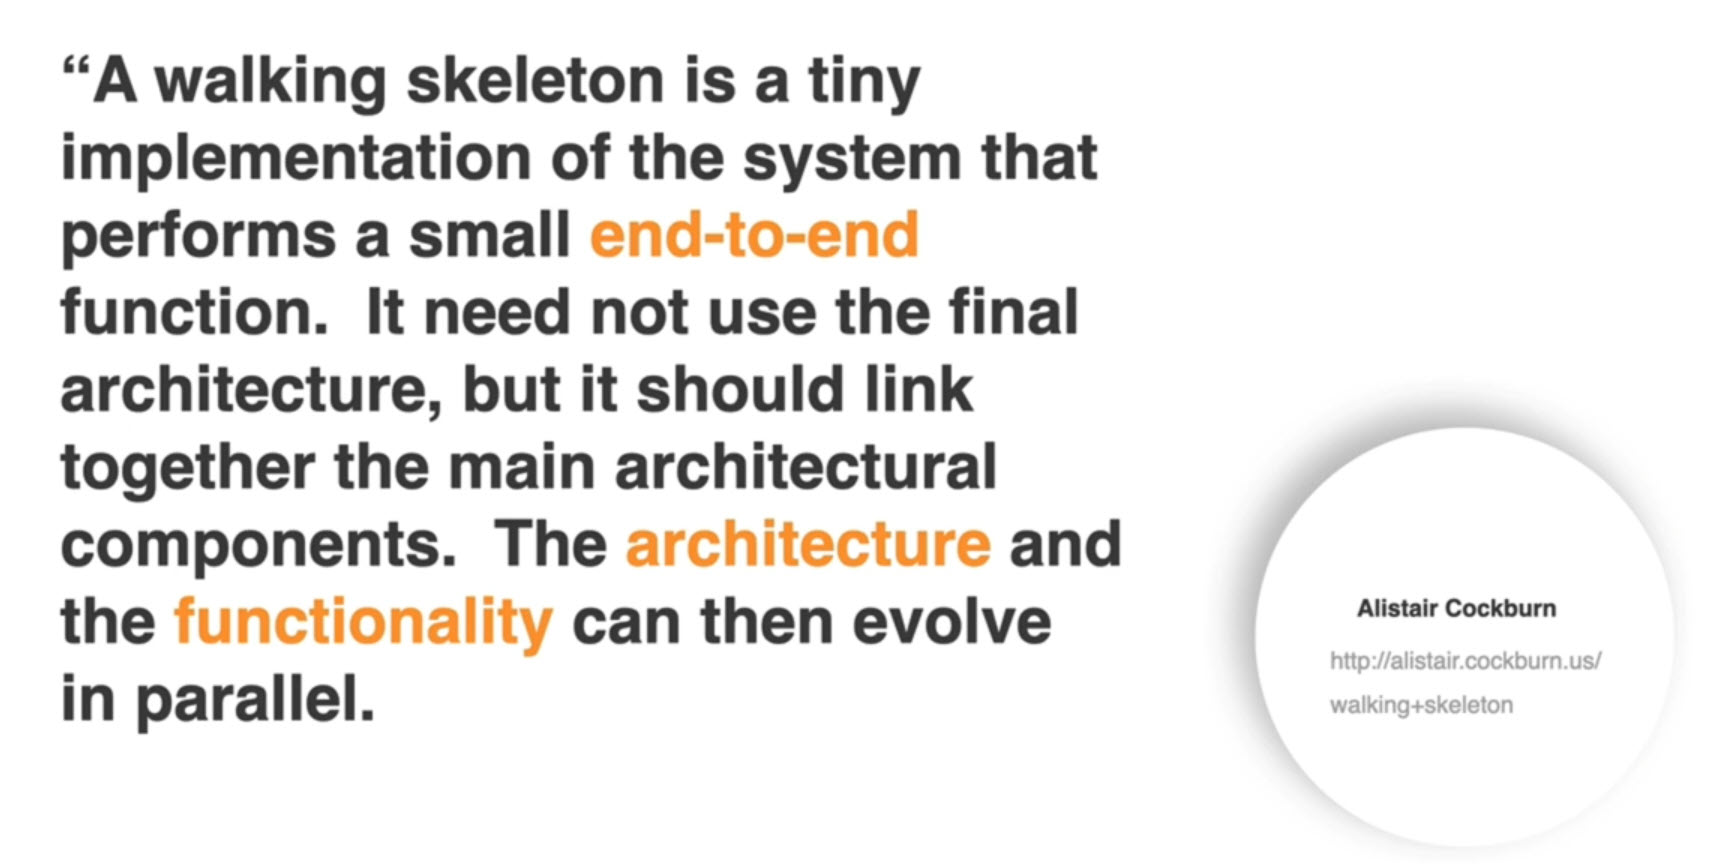 “A walking skeleton is a tiny
implementation of the system that
performs a small end-to-end
function.  It need not use the final
architecture, but it should link
together the main architectural
components.  The architecture and
the functionality can then evolve
in parallel.
Alistair Cockburn
http://alistair.cockburn.us/
walking+skeleton